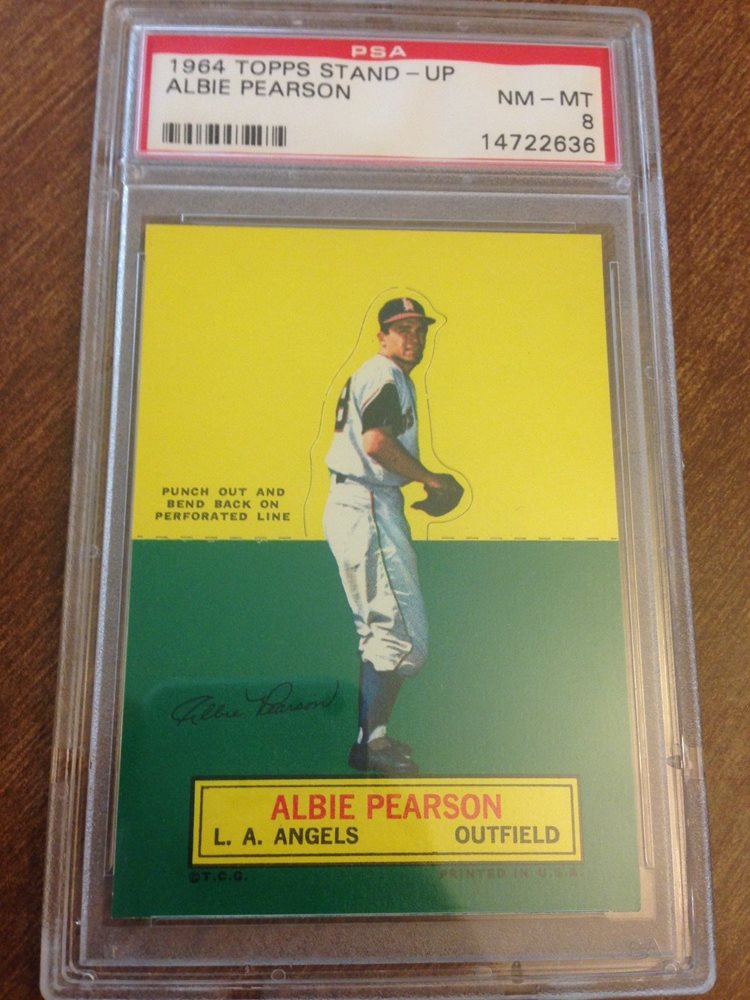 PSA
1964 TOPPS STAND-UP
ALBIE PEARSON
NM-MT
8
14722636
A
8
PUNCH OUT AND
BEND BACK ON
PERFORATED LINE
Albie Pearson
ALBIE PEARSON
L. A. ANGELS OUTFIELD
©T.C.G. PRINTED IN U.S.A.